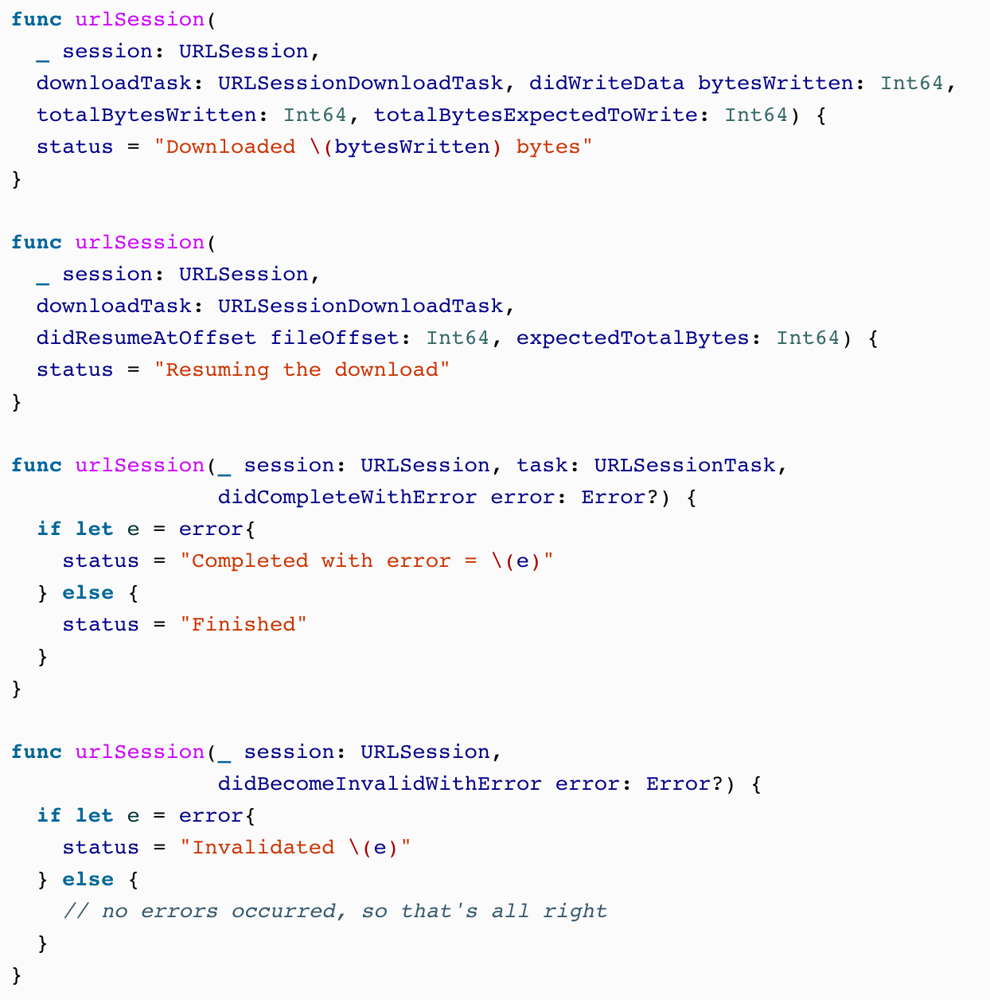 func urlSession(
  _ session: URLSession,
  downloadTask: URLSessionDownloadTask, didWriteData bytesWritten: Int64,
  totalBytesWritten: Int64, totalBytesExpectedToWrite: Int64) {
  status = "Downloaded \(bytesWritten) bytes"
}

func urlSession(
  _ session: URLSession,
  downloadTask: URLSessionDownloadTask,
  didResumeAtOffset fileOffset: Int64, expectedTotalBytes: Int64) {
  status = "Resuming the download"
}

func urlSession(_ session: URLSession, task: URLSessionTask,
                didCompleteWithError error: Error?) {
  if let e = error{
    status = "Completed with error = \(e)"
  } else {
    status = "Finished"
  }
}

func urlSession(_ session: URLSession,
                didBecomeInvalidWithError error: Error?) {
  if let e = error{
    status = "Invalidated \(e)"
  } else {
    // no errors occurred, so that's all right
  }
}